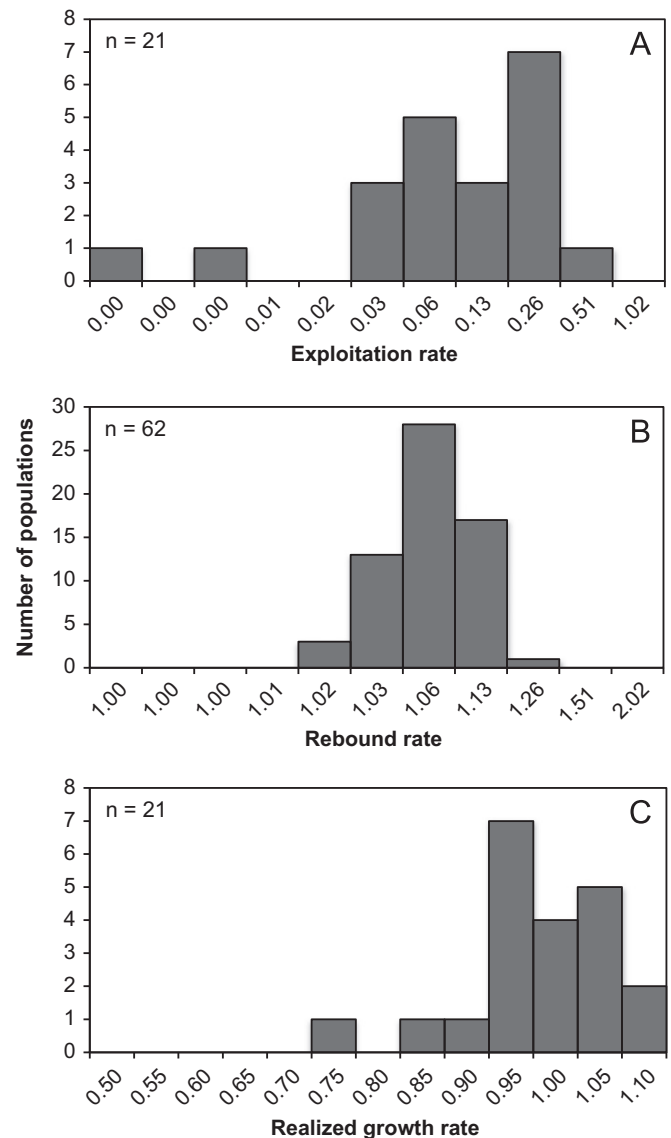 8
n = 21
A
7
6
5
4
3
2
1
0
0.00 0.00 0.00 0.01 0.02 0.03 0.06 0.13 0.26 0.51 1.02
Exploitation rate
Number of populations
30
n = 62
B
25
20
15
10
5
0
1.00 1.00 1.00 1.01 1.02 1.03 1.06 1.13 1.26 1.51 2.02
Rebound rate
8
n = 21
C
7
6
5
4
3
2
1
0
0.50 0.55 0.60 0.65 0.70 0.75 0.80 0.85 0.90 0.95 1.00 1.05 1.10
Realized growth rate